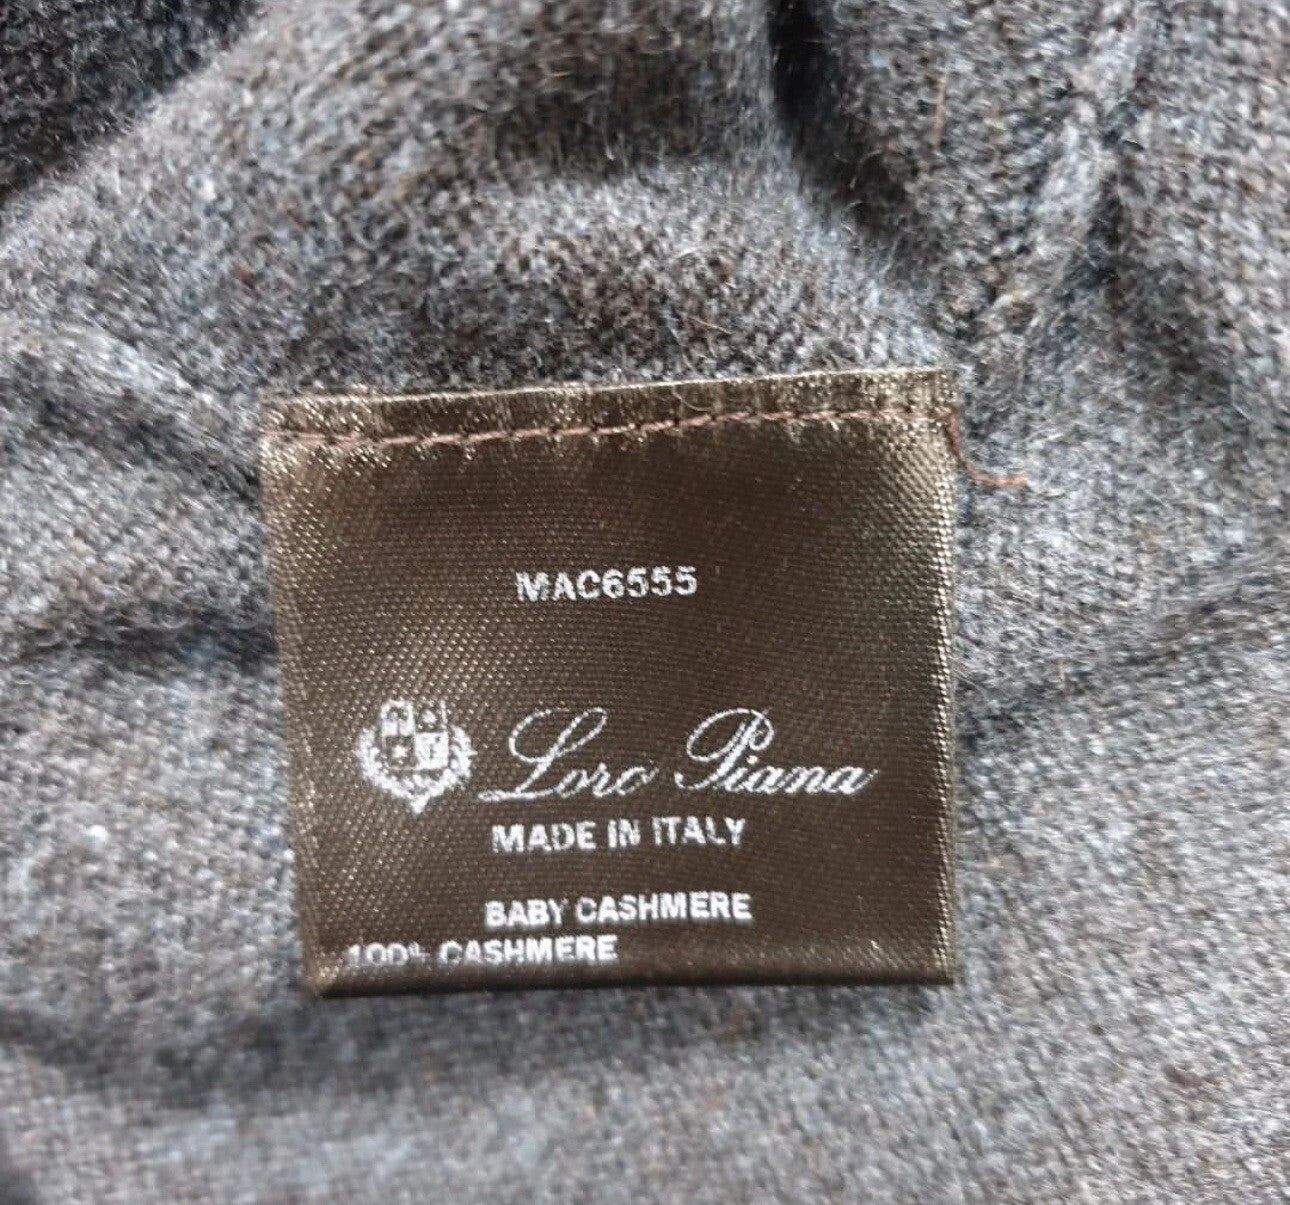 MAC6555
Loro Piana
MADE IN ITALY
BABY CASHMERE
100% CASHMERE